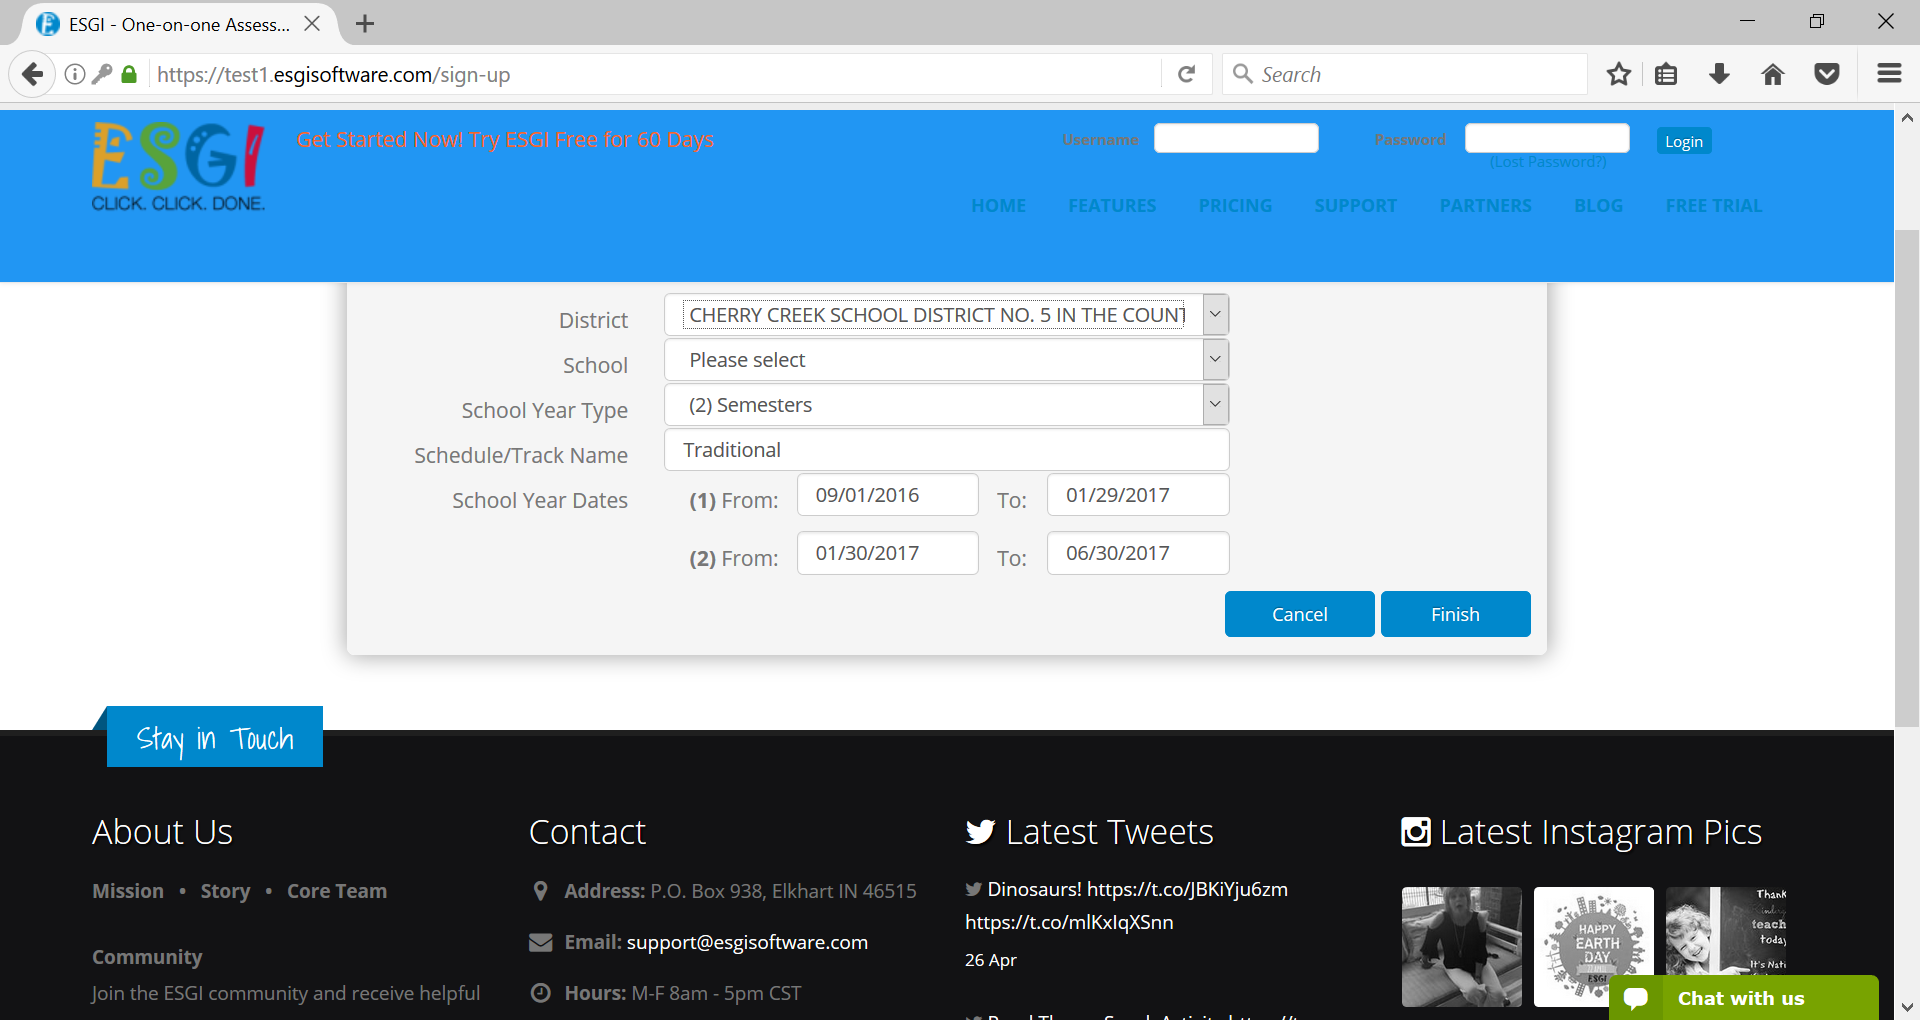 ESGI - One-on-one Assess...
https://test1.esgisoftware.com/sign-up
Search
ESGI
CLICK. CLICK. DONE.
Get Started Now! Try ESGI Free for 60 Days
Username
Password
Login
(Lost Password?)
HOME FEATURES PRICING SUPPORT PARTNERS BLOG FREE TRIAL
District CHERRY CREEK SCHOOL DISTRICT NO. 5 IN THE COUNT
School Please select
School Year Type (2) Semesters
Schedule/Track Name Traditional
School Year Dates (1) From: 09/01/2016 To: 01/29/2017
(2) From: 01/30/2017 To: 06/30/2017
Cancel Finish
Stay in Touch
About Us
Mission • Story • Core Team
Community
Join the ESGI community and receive helpful
Contact
Address: P.O. Box 938, Elkhart IN 46515
Email: support@esgisoftware.com
Hours: M-F 8am - 5pm CST
Latest Tweets
Dinosaurs! https://t.co/JBKiYju6zm
https://t.co/mlKxIqXSnn
26 Apr
Latest Instagram Pics
HAPPY
EARTH
DAY
ESGI
Thank
teach
today
It's Nati
Chat with us